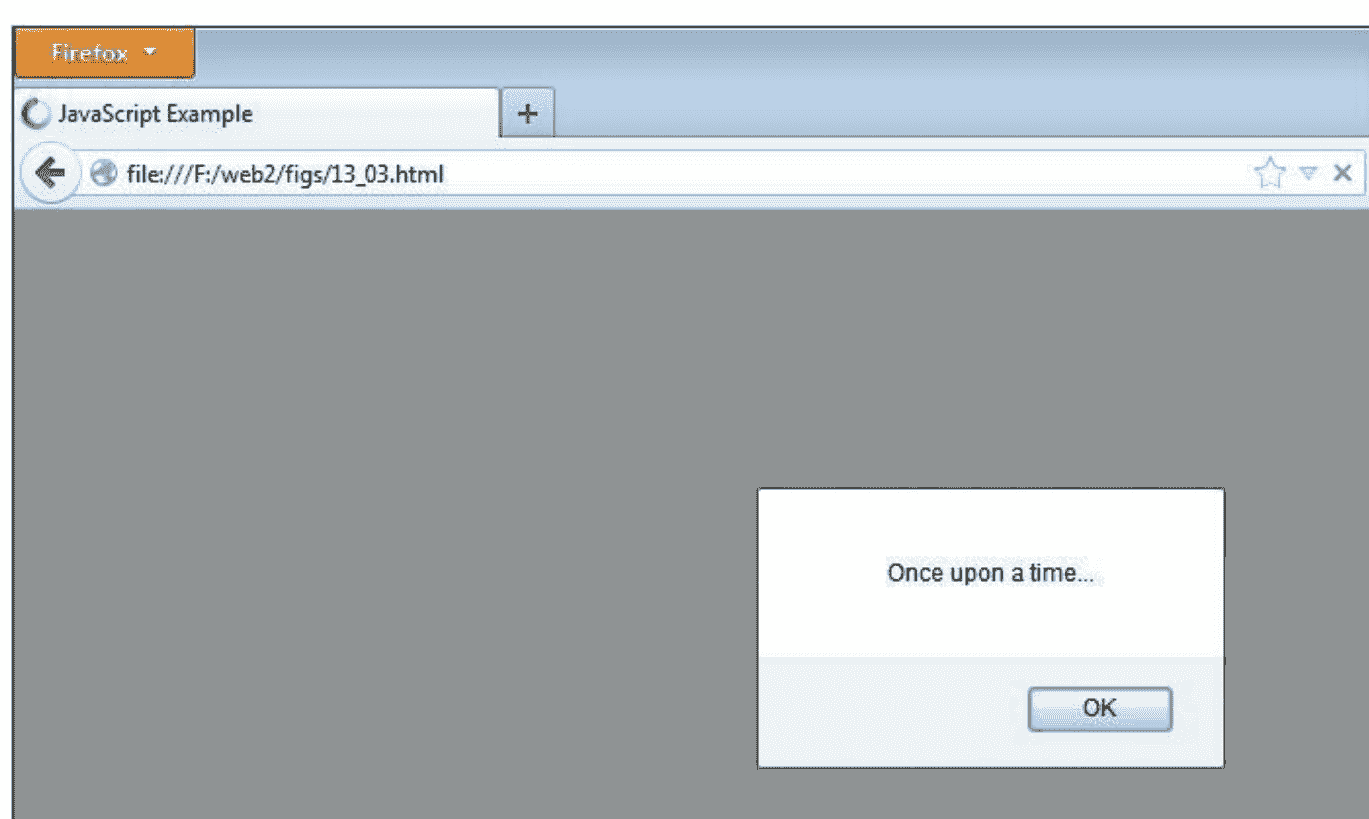 Firefox
JavaScript Example
file:///F:/web2/figs/13_03.html
Once upon a time...
OK